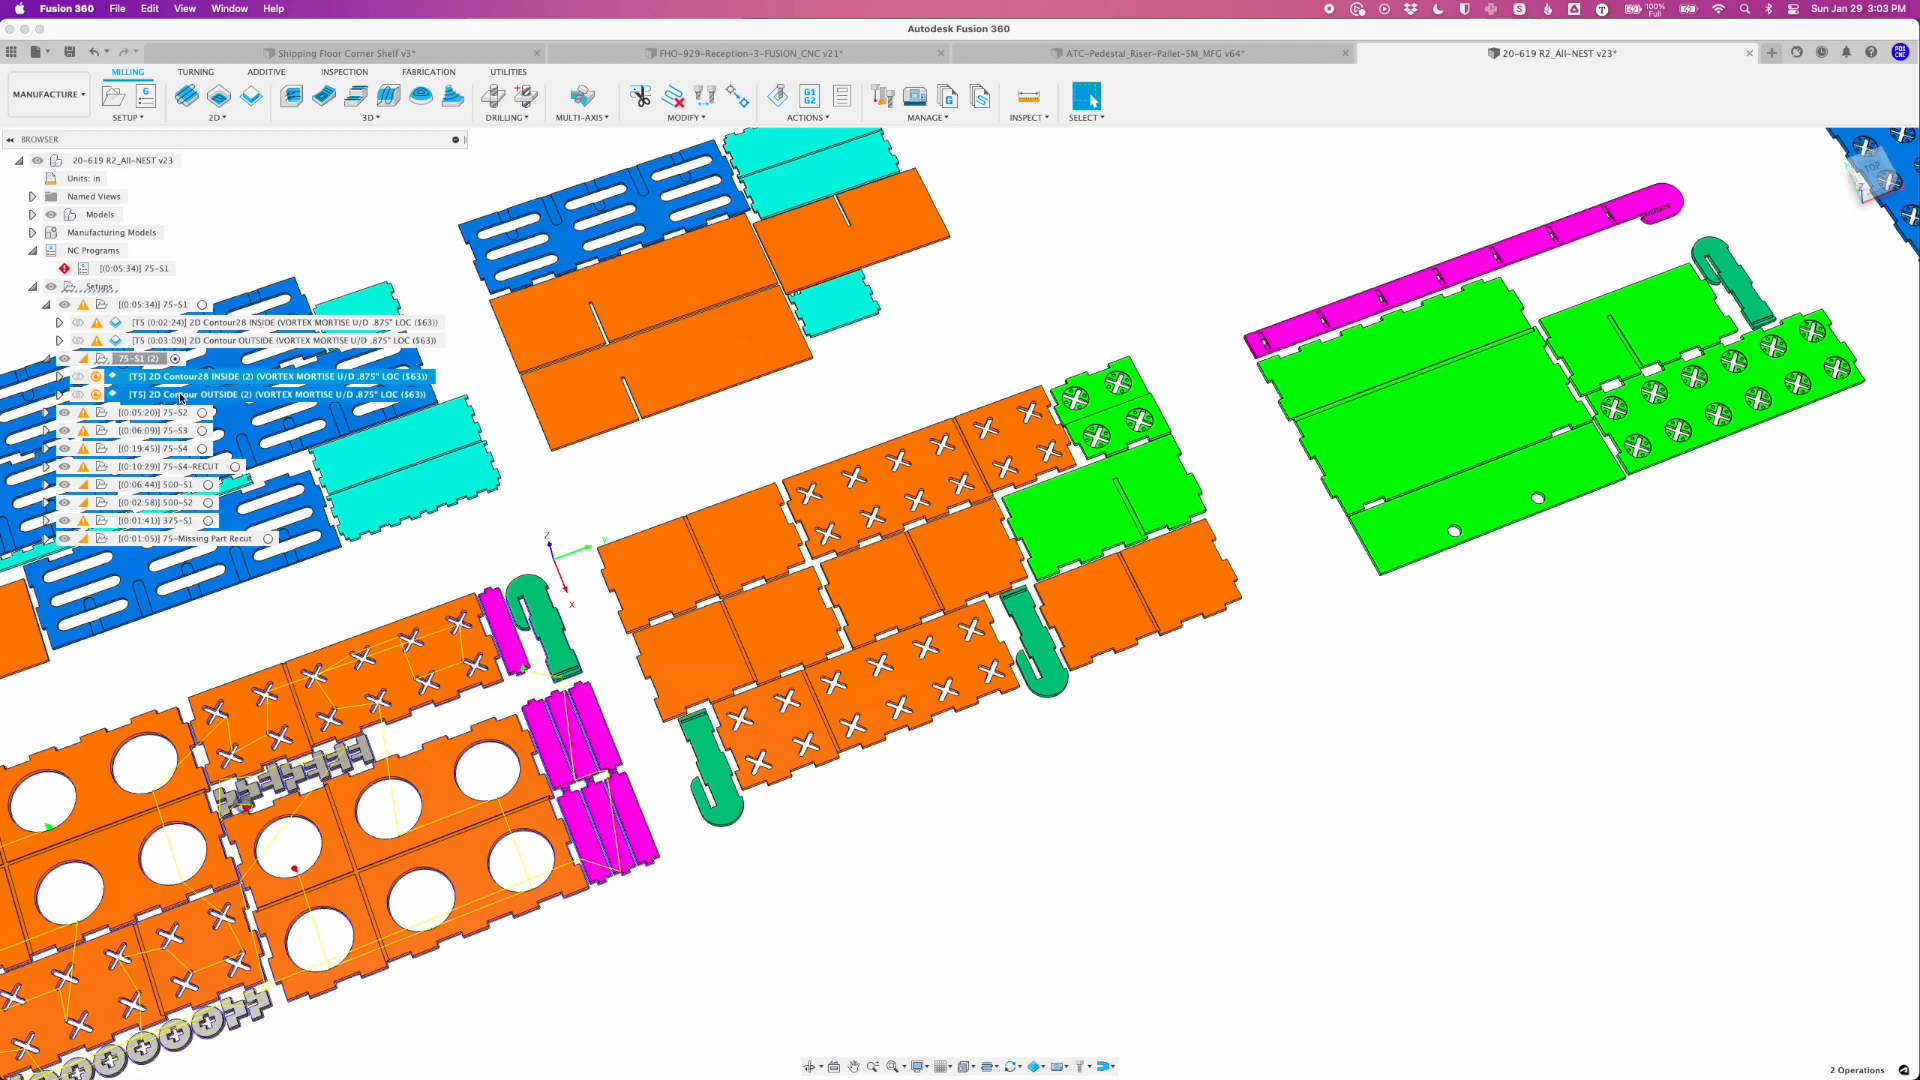 Fusion 360 File Edit View Window Help
100% Full
Sun Jan 29 3:03 PM
Autodesk Fusion 360
Shipping Floor Corner Shelf v3*
FHO-929-Reception-3-FUSION_CNC v21*
ATC-Pedestal_Riser-Pallet-SM_MFG v64*
20-619 R2_All-NEST v23*
MILLING TURNING ADDITIVE INSPECTION FABRICATION UTILITIES
MANUFACTURE
G
G1
G2
G
SETUP 2D 3D DRILLING MULTI-AXIS MODIFY ACTIONS MANAGE INSPECT SELECT
BROWSER
20-619 R2_All-NEST v23
Units: in
Named Views
Models
Manufacturing Models
NC Programs
[(0:05:34)] 75-S1
Setups
[(0:05:34)] 75-S1
[T5 (0:02:24)] 2D Contour28 INSIDE (VORTEX MORTISE U/D .875" LOC ($63))
[T5 (0:03:09)] 2D Contour OUTSIDE (VORTEX MORTISE U/D .875" LOC ($63))
75-S1 (2)
[T5] 2D Contour28 INSIDE (2) (VORTEX MORTISE U/D .875" LOC ($63))
[T5] 2D Contour OUTSIDE (2) (VORTEX MORTISE U/D .875" LOC ($63))
[(0:05:20)] 75-S2
[(0:06:09)] 75-S3
[(0:19:45)] 75-S4
[(0:10:29)] 75-S4-RECUT
[(0:06:44)] 500-S1
[(0:02:58)] 500-S2
[(0:01:41)] 375-S1
[(0:01:05)] 75-Missing Part Recut
TOP
Z
Z
Y
X
2 Operations